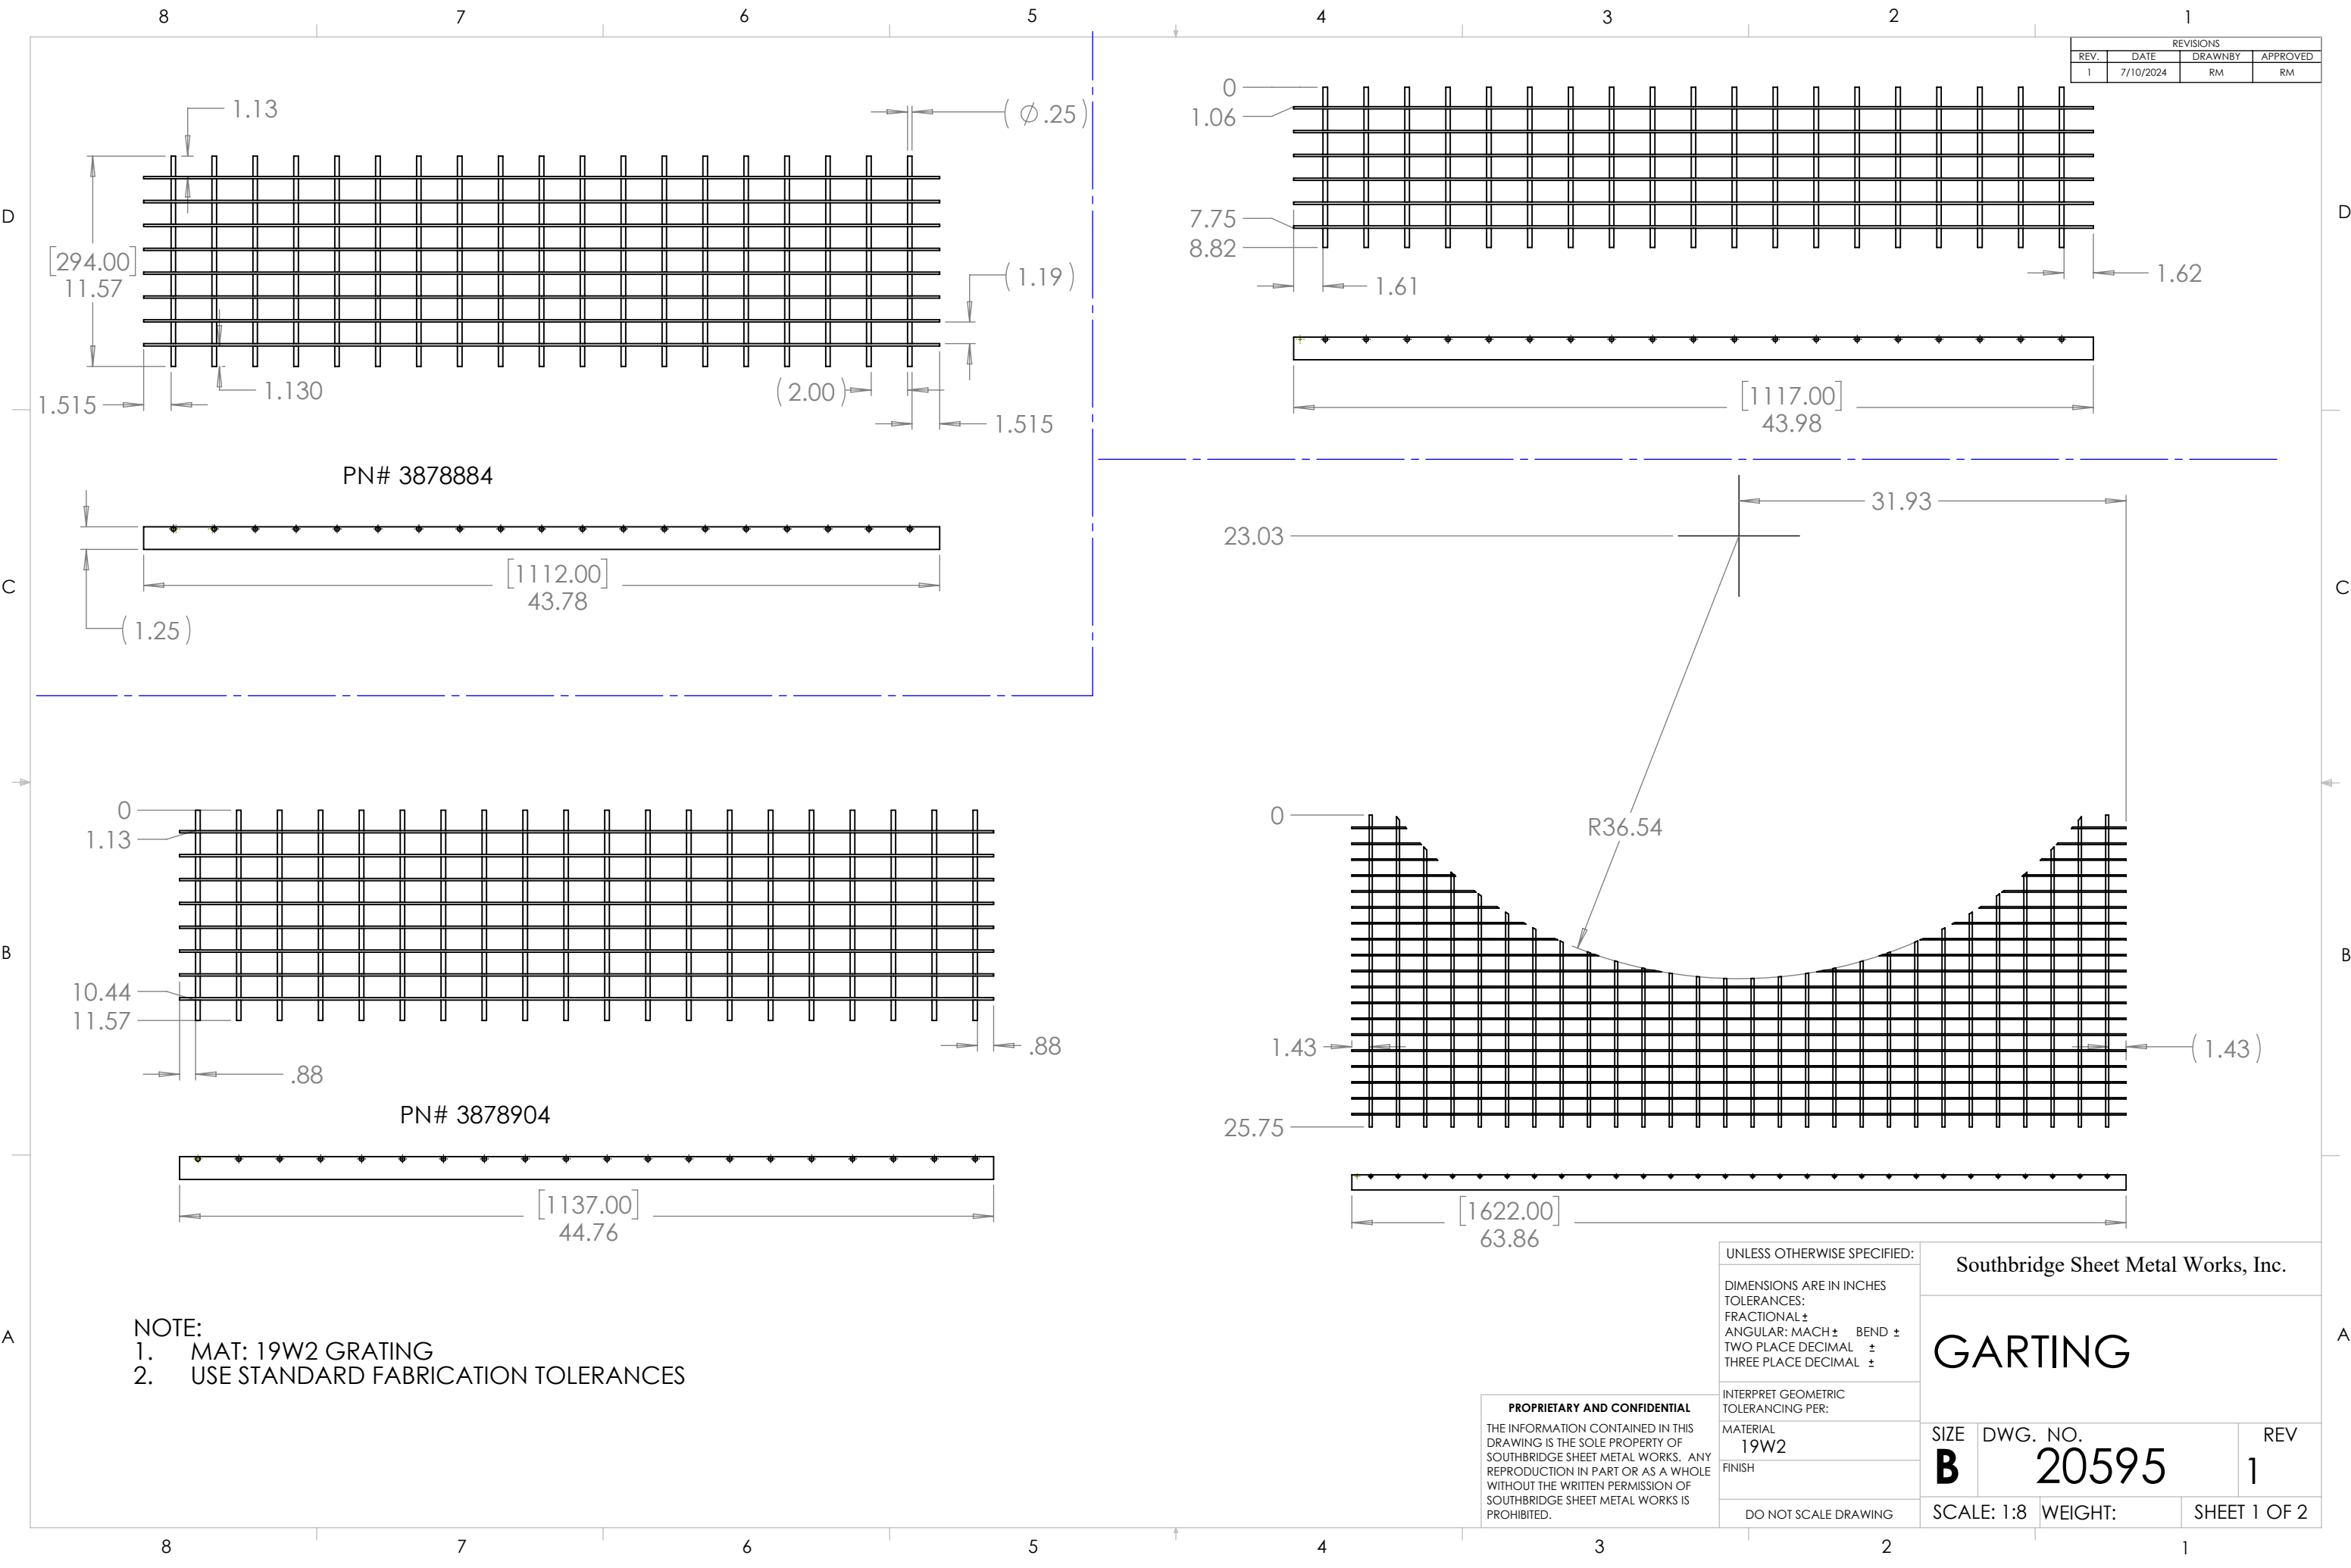 8 7 6 5 4 3 2 1
REVISIONS
REV. DATE DRAWNBY APPROVED
1 7/10/2024 RM RM
D
C
B
A
1.13
(∅.25)
[294.00]
11.57
(1.19)
1.515
1.130
(2.00)
1.515
PN# 3878884
[1112.00]
43.78
(1.25)
0
1.06
7.75
8.82
1.61
1.62
[1117.00]
43.98
0
1.13
10.44
11.57
.88
.88
PN# 3878904
[1137.00]
44.76
31.93
23.03
R36.54
0
1.43
(1.43)
25.75
[1622.00]
63.86
D
C
B
A
NOTE:
1. MAT: 19W2 GRATING
2. USE STANDARD FABRICATION TOLERANCES
PROPRIETARY AND CONFIDENTIAL
THE INFORMATION CONTAINED IN THIS
DRAWING IS THE SOLE PROPERTY OF
SOUTHBRIDGE SHEET METAL WORKS. ANY
REPRODUCTION IN PART OR AS A WHOLE
WITHOUT THE WRITTEN PERMISSION OF
SOUTHBRIDGE SHEET METAL WORKS IS
PROHIBITED.
UNLESS OTHERWISE SPECIFIED:
DIMENSIONS ARE IN INCHES
TOLERANCES:
FRACTIONAL ±
ANGULAR: MACH ± BEND ±
TWO PLACE DECIMAL ±
THREE PLACE DECIMAL ±
INTERPRET GEOMETRIC
TOLERANCING PER:
MATERIAL
19W2
FINISH
DO NOT SCALE DRAWING
Southbridge Sheet Metal Works, Inc.
GARTING
SIZE DWG. NO. REV
B 20595 1
SCALE: 1:8 WEIGHT: SHEET 1 OF 2
8 7 6 5 4 3 2 1